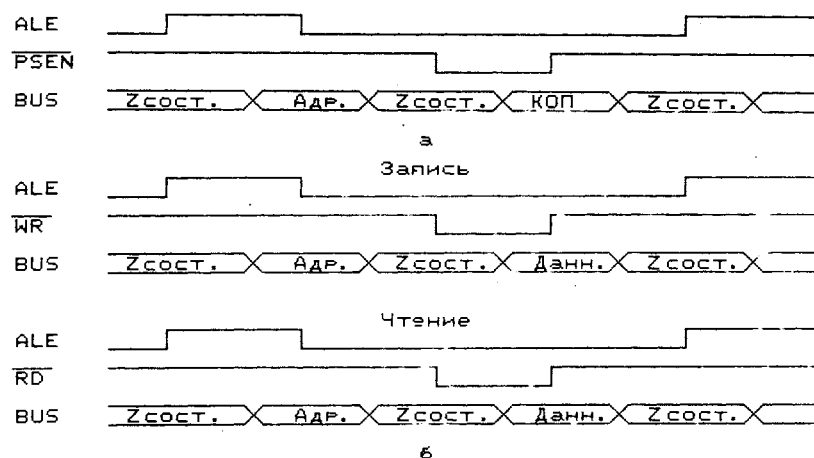 ALE
PSEN
BUS Zсост. Адр. Zсост. КОП Zсост.
а
Запись
ALE
WR
BUS Zсост. Адр. Zсост. Данн. Zсост.
Чтение
ALE
RD
BUS Zсост. Адр. Zсост. Данн. Zсост.
б